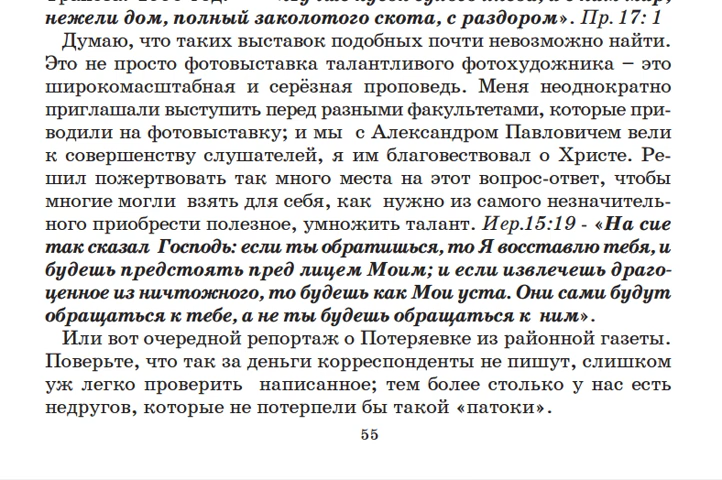 нежели дом, полный заколотого скота, с раздором». Пр. 17: 1
Думаю, что таких выставок подобных почти невозможно найти.
Это не просто фотовыставка талантливого фотохудожника – это
широкомасштабная и серёзная проповедь. Меня неоднократно
приглашали выступить перед разными факультетами, которые при-
водили на фотовыставку; и мы с Александром Павловичем вели
к совершенству слушателей, я им благовествовал о Христе. Ре-
шил пожертвовать так много места на этот вопрос-ответ, чтобы
многие могли взять для себя, как нужно из самого незначитель-
ного приобрести полезное, умножить талант. Иер.15:19 - «На сие
так сказал Господь: если ты обратишься, то Я восставлю тебя, и
будешь предстоять пред лицем Моим; и если извлечешь драго-
ценное из ничтожного, то будешь как Мои уста. Они сами будут
обращаться к тебе, а не ты будешь обращаться к ним».
Или вот очередной репортаж о Потеряевке из районной газеты.
Поверьте, что так за деньги корреспонденты не пишут, слишком
уж легко проверить написанное; тем более столько у нас есть
недругов, которые не потерпели бы такой «патоки».
55